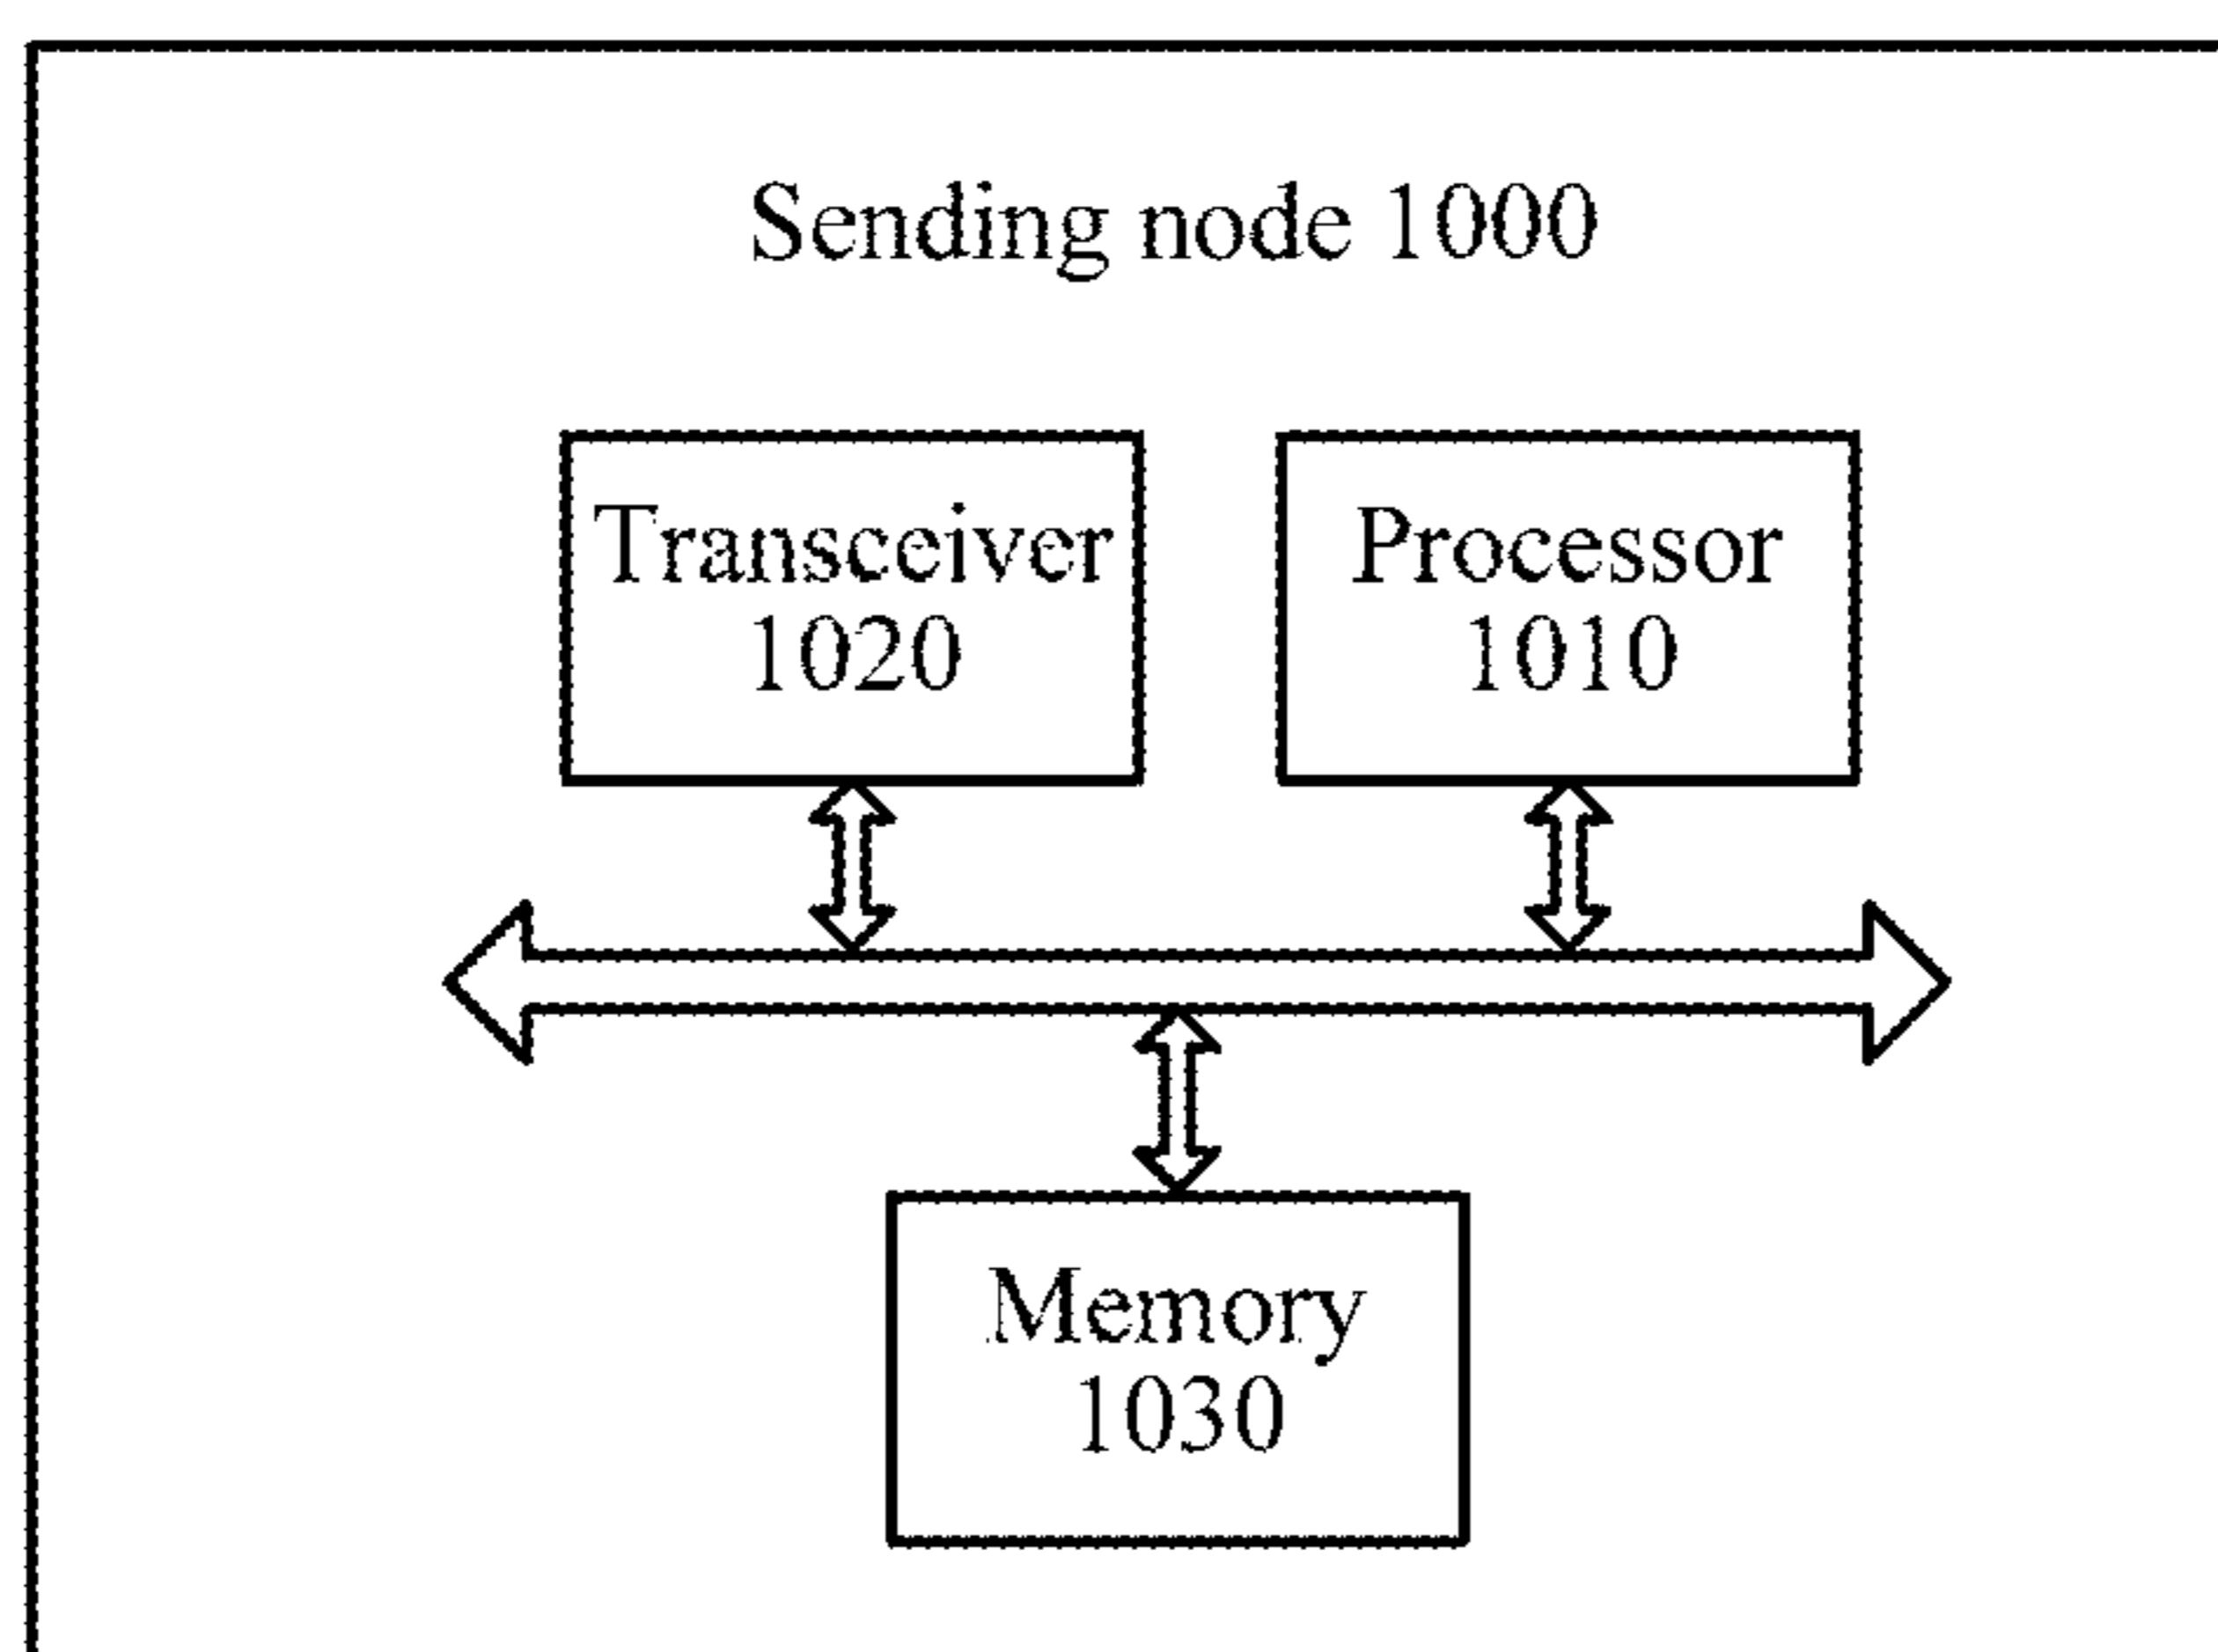 Sending node 1000
Transceiver
1020
Processor
1010
Memory
1030